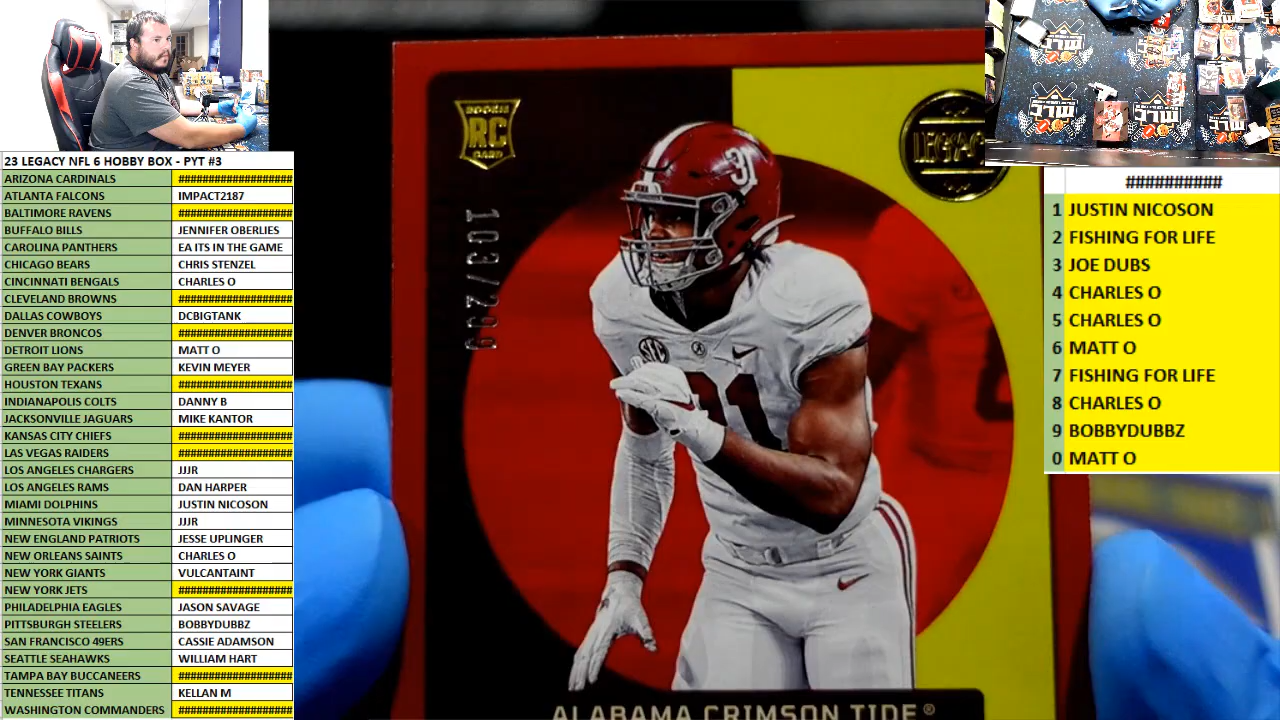 23 LEGACY NFL 6 HOBBY BOX - PYT #3
ARIZONA CARDINALS ###################
ATLANTA FALCONS IMPACT2187
BALTIMORE RAVENS ###################
BUFFALO BILLS JENNIFER OBERLIES
CAROLINA PANTHERS EA ITS IN THE GAME
CHICAGO BEARS CHRIS STENZEL
CINCINNATI BENGALS CHARLES O
CLEVELAND BROWNS ###################
DALLAS COWBOYS DCBIGTANK
DENVER BRONCOS ###################
DETROIT LIONS MATT O
GREEN BAY PACKERS KEVIN MEYER
HOUSTON TEXANS ###################
INDIANAPOLIS COLTS DANNY B
JACKSONVILLE JAGUARS MIKE KANTOR
KANSAS CITY CHIEFS ###################
LAS VEGAS RAIDERS ###################
LOS ANGELES CHARGERS JJJR
LOS ANGELES RAMS DAN HARPER
MIAMI DOLPHINS JUSTIN NICOSON
MINNESOTA VIKINGS JJJR
NEW ENGLAND PATRIOTS JESSE UPLINGER
NEW ORLEANS SAINTS CHARLES O
NEW YORK GIANTS VULCANTAINT
NEW YORK JETS ###################
PHILADELPHIA EAGLES JASON SAVAGE
PITTSBURGH STEELERS BOBBYDUBBZ
SAN FRANCISCO 49ERS CASSIE ADAMSON
SEATTLE SEAHAWKS WILLIAM HART
TAMPA BAY BUCCANEERS ###################
TENNESSEE TITANS KELLAN M
WASHINGTON COMMANDERS ###################
ROOKIE
RC
CARD
103/299
31
SEC
31
ALABAMA CRIMSON TIDE®
##########
1 JUSTIN NICOSON
2 FISHING FOR LIFE
3 JOE DUBS
4 CHARLES O
5 CHARLES O
6 MATT O
7 FISHING FOR LIFE
8 CHARLES O
9 BOBBYDUBBZ
0 MATT O